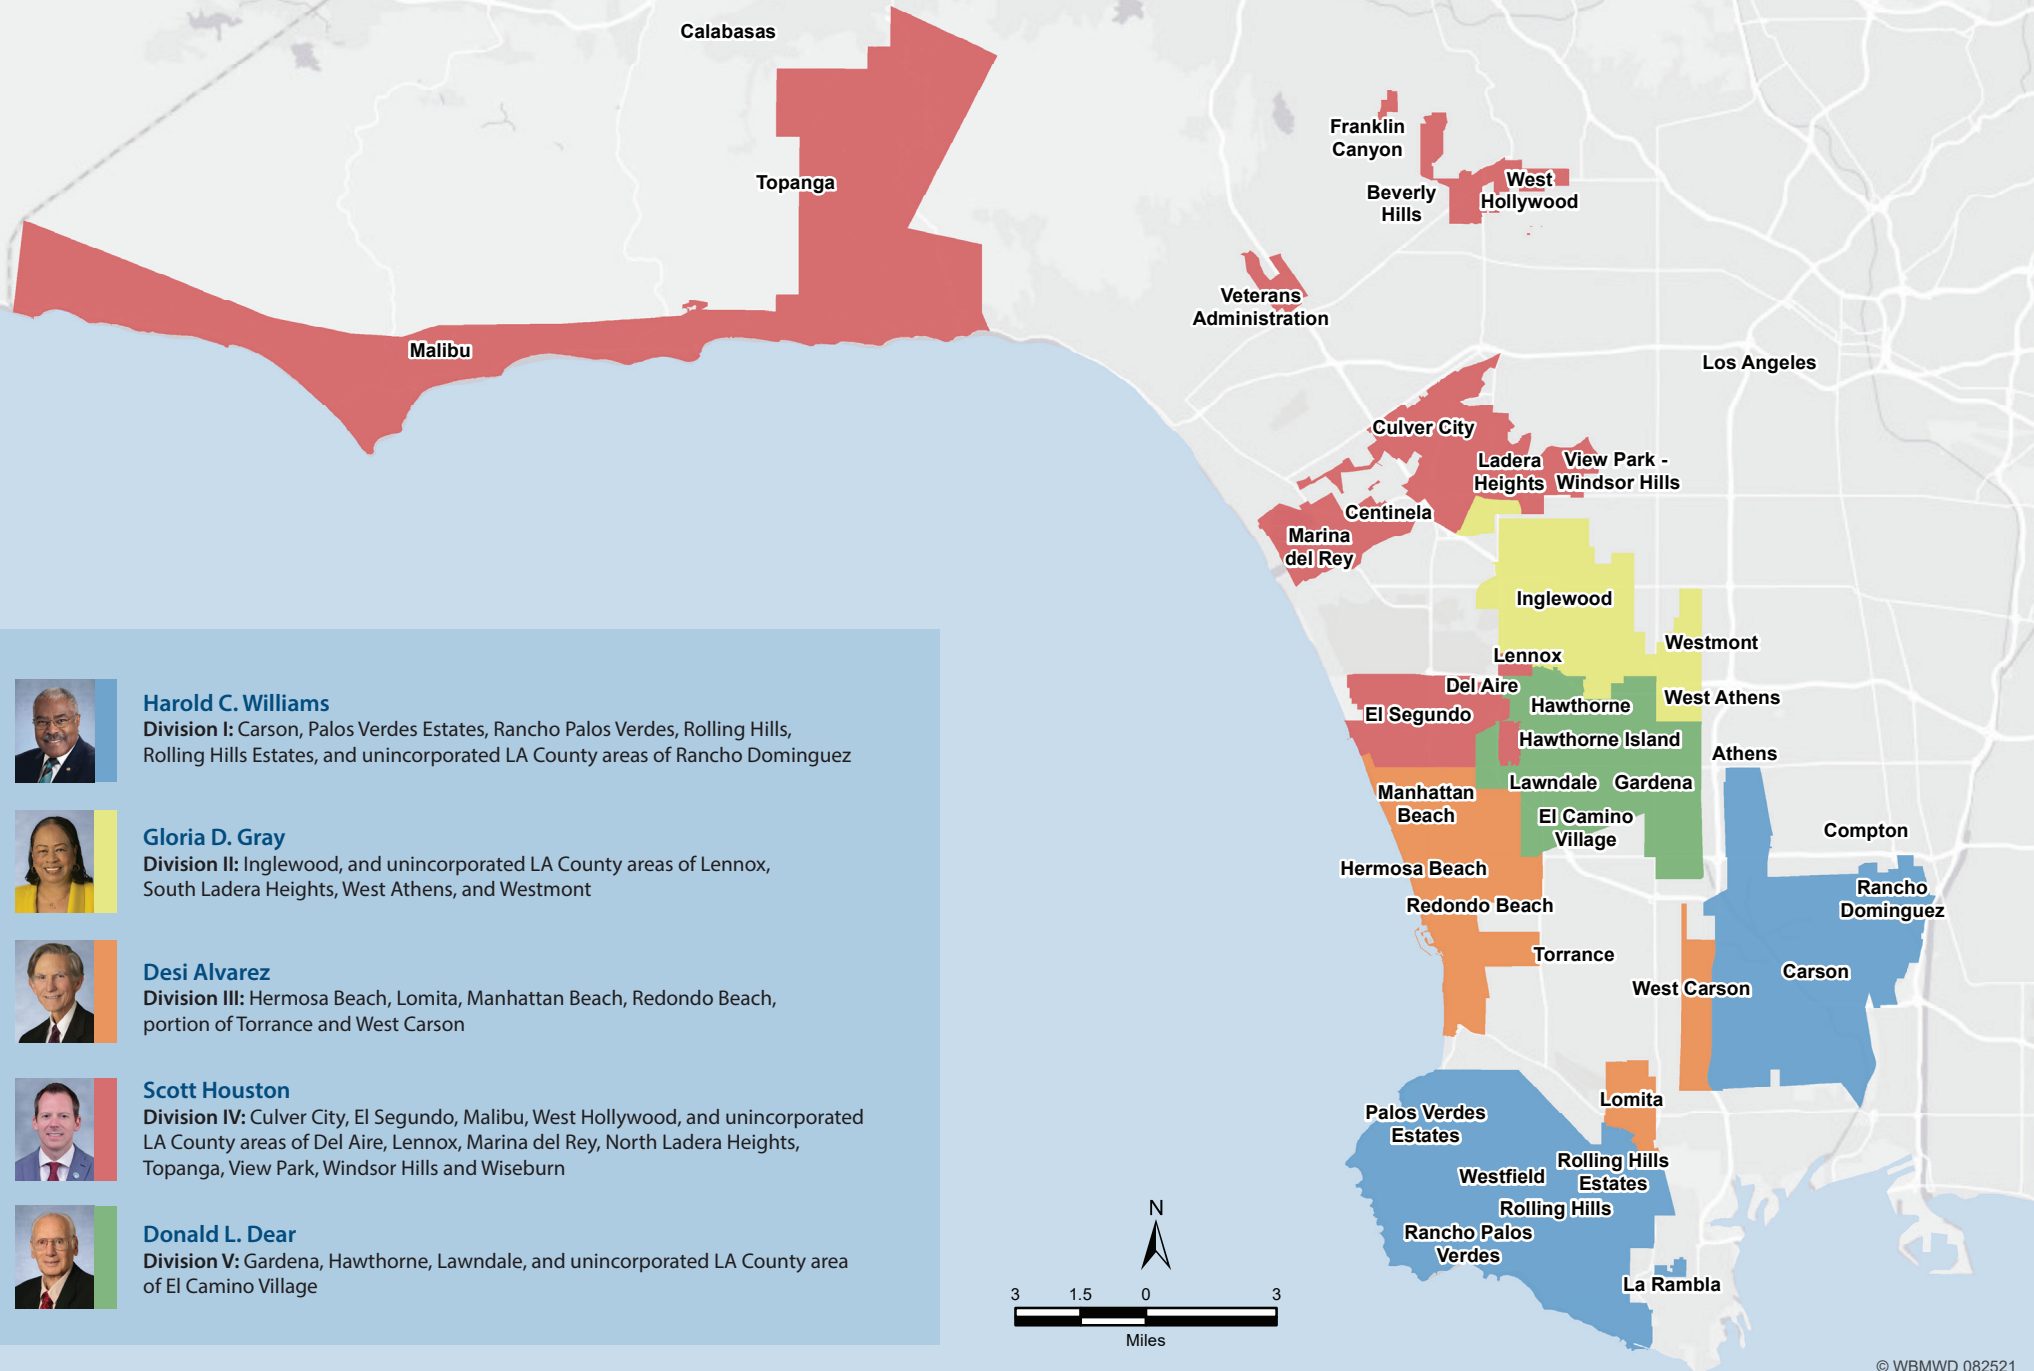 Calabasas
Franklin
Canyon
Topanga
Beverly
Hills
West
Hollywood
Veterans
Administration
Malibu
Los Angeles
Culver City
Ladera
Heights
View Park -
Windsor Hills
Centinela
Marina
del Rey
Inglewood
Westmont
Lennox
Del Aire
West Athens
Hawthorne
El Segundo
Hawthorne Island
Athens
Lawndale
Gardena
Manhattan
Beach
El Camino
Village
Compton
Hermosa Beach
Rancho
Dominguez
Redondo Beach
Torrance
Carson
West Carson
Lomita
Palos Verdes
Estates
Rolling Hills
Estates
Westfield
Rolling Hills
Rancho Palos
Verdes
La Rambla
Harold C. Williams
Division I: Carson, Palos Verdes Estates, Rancho Palos Verdes, Rolling Hills,
Rolling Hills Estates, and unincorporated LA County areas of Rancho Dominguez
Gloria D. Gray
Division II: Inglewood, and unincorporated LA County areas of Lennox,
South Ladera Heights, West Athens, and Westmont
Desi Alvarez
Division III: Hermosa Beach, Lomita, Manhattan Beach, Redondo Beach,
portion of Torrance and West Carson
Scott Houston
Division IV: Culver City, El Segundo, Malibu, West Hollywood, and unincorporated
LA County areas of Del Aire, Lennox, Marina del Rey, North Ladera Heights,
Topanga, View Park, Windsor Hills and Wiseburn
Donald L. Dear
Division V: Gardena, Hawthorne, Lawndale, and unincorporated LA County area
of El Camino Village
N
3 1.5 0 3
Miles
© WBMWD 082521